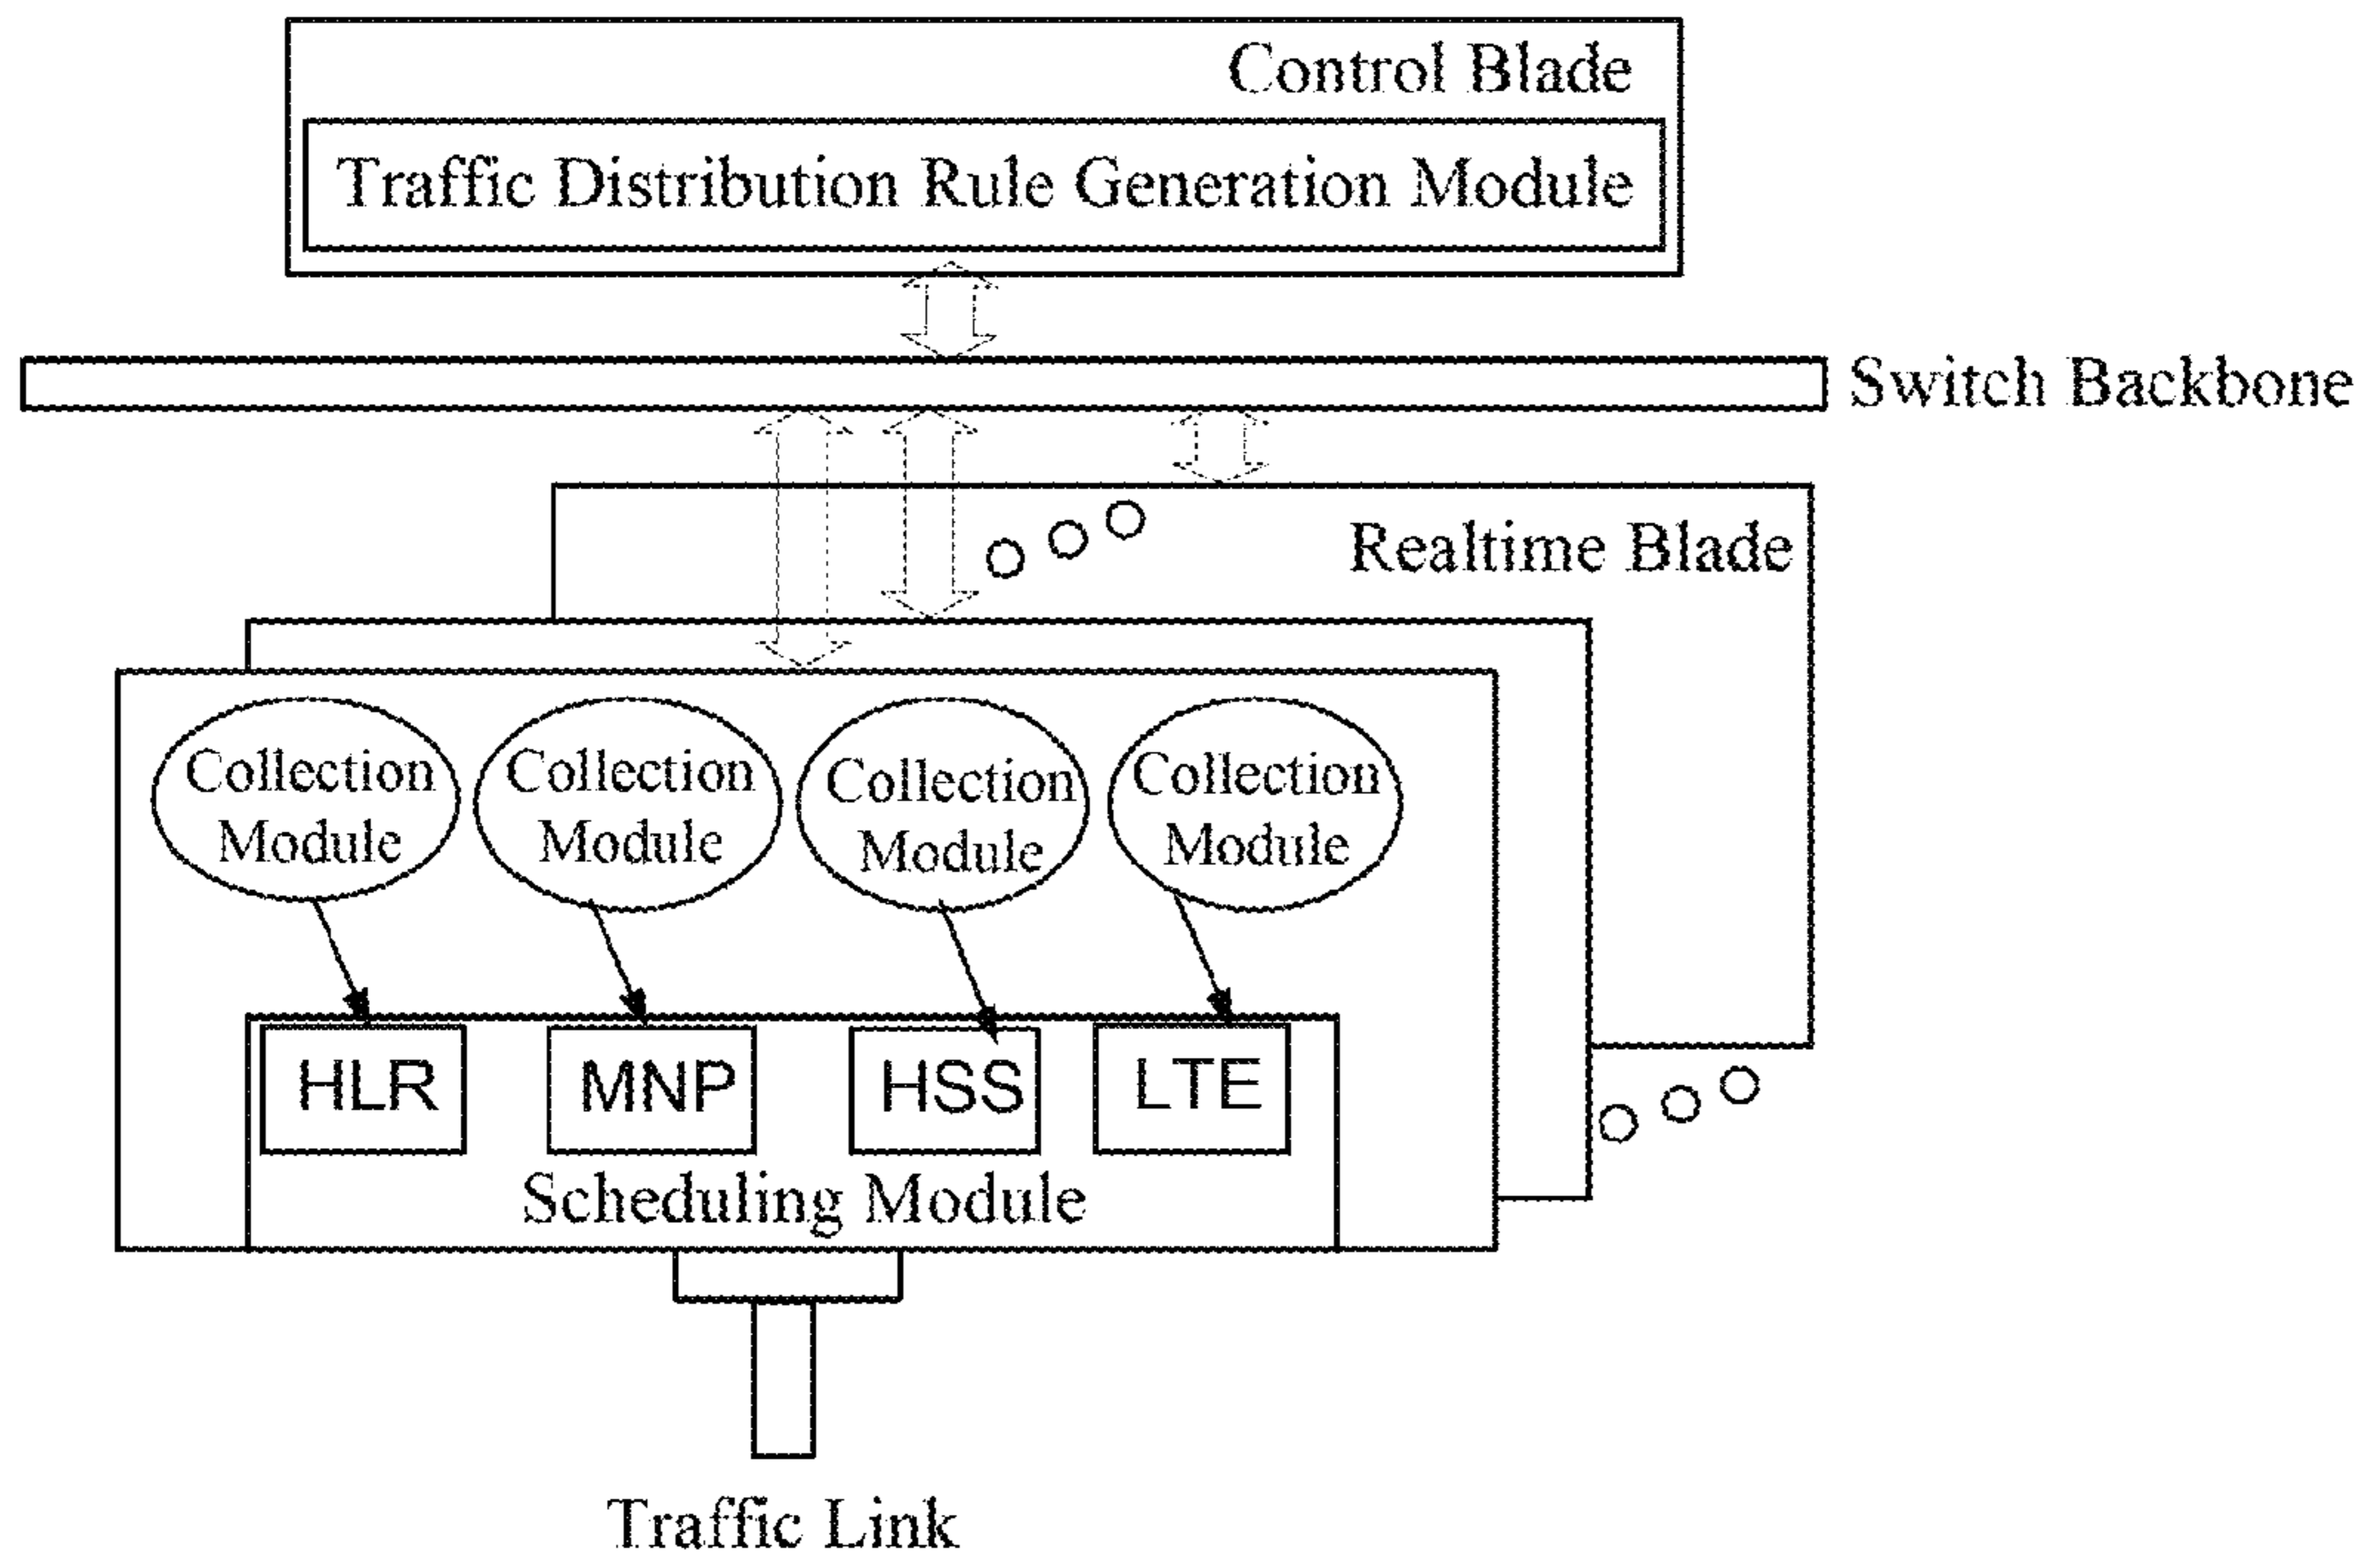 Control Blade
Traffic Distribution Rule Generation Module
Switch Backbone
Realtime Blade
Collection
Module
Collection
Module
Collection
Module
Collection
Module
HLR
MNP
HSS
LTE
Scheduling Module
Traffic Link